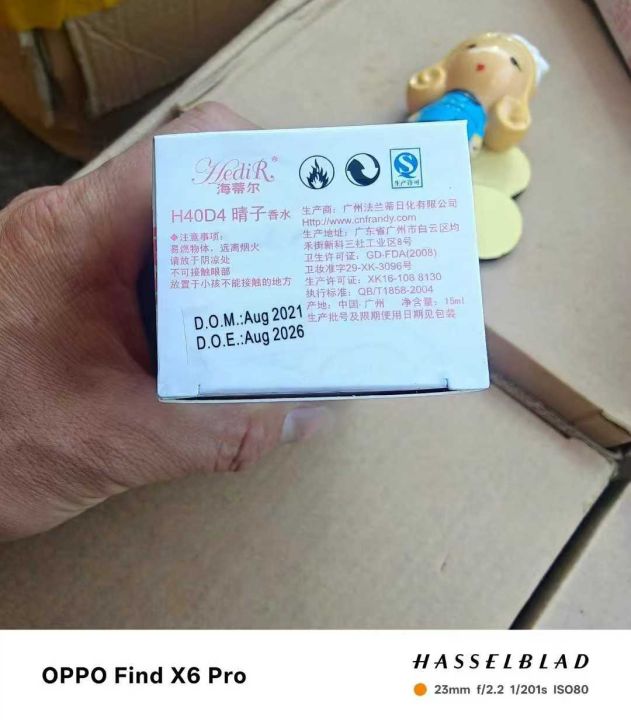 HediR®
海蒂尔
生产许可
H40D4 晴子香水
◆注意事项:
易燃物体，远离烟火
请放于阴凉处
不可接触眼部
放置于小孩不能接触的地方
D.O.M.:Aug 2021
D.O.E.:Aug 2026
生产商：广州法兰蒂日化有限公司
Http://www.cnfrandy.com
生产地址：广东省广州市白云区均
禾街新科三社工业区8号
卫生许可证：GD-FDA(2008)
卫妆准字29-XK-3096号
生产许可证：XK16-108 8130
执行标准：QB/T1858-2004
产地：中国·广州 净含量：15ml
生产批号及限期使用日期见包装
OPPO Find X6 Pro
HASSELBLAD
23mm f/2.2 1/201s ISO80